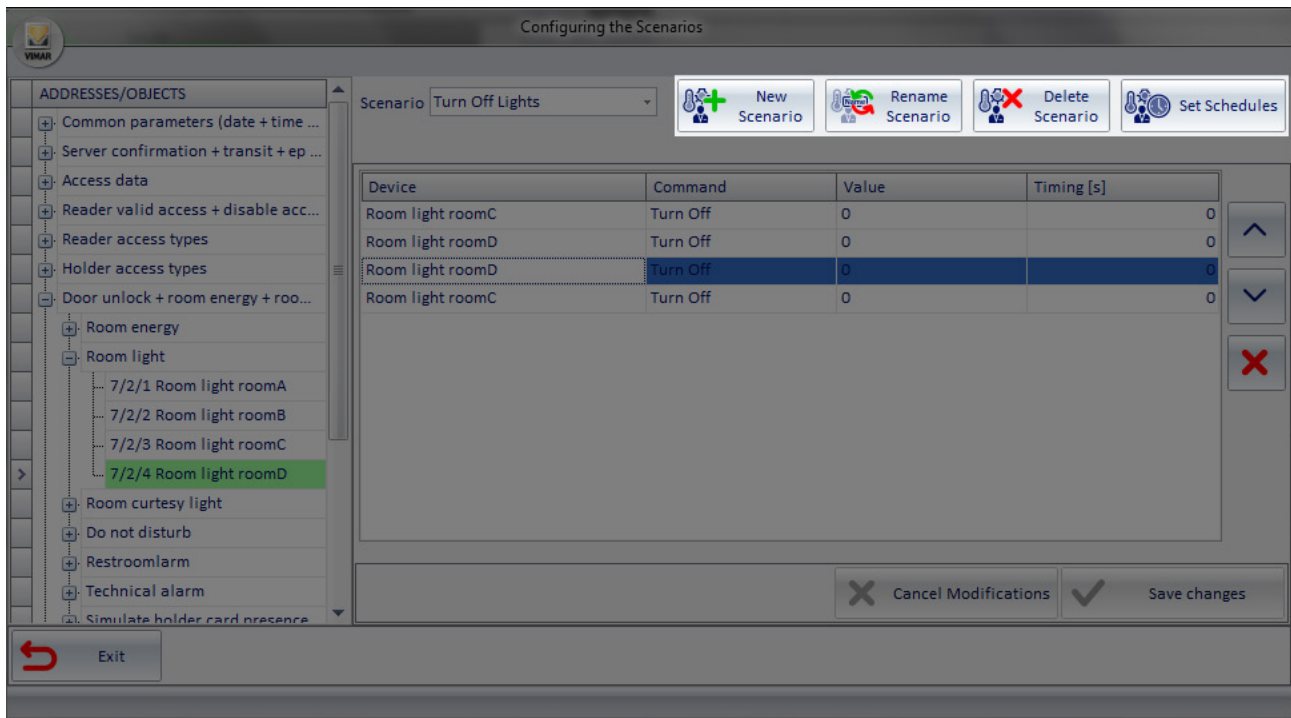 Configuring the Scenarios
VIMAR
ADDRESSES/OBJECTS
Common parameters (date + time ...
Server confirmation + transit + ep ...
Access data
Reader valid access + disable acc...
Reader access types
Holder access types
Door unlock + room energy + roo...
Room energy
Room light
7/2/1 Room light roomA
7/2/2 Room light roomB
7/2/3 Room light roomC
7/2/4 Room light roomD
Room curtesy light
Do not disturb
Restroomlarm
Technical alarm
Simulate holder card presence
Scenario Turn Off Lights
New Scenario
Name
Rename Scenario
Delete Scenario
Set Schedules
Device Command Value Timing [s]
Room light roomC Turn Off 0 0
Room light roomD Turn Off 0 0
Room light roomD Turn Off 0 0
Room light roomC Turn Off 0 0
Cancel Modifications
Save changes
Exit